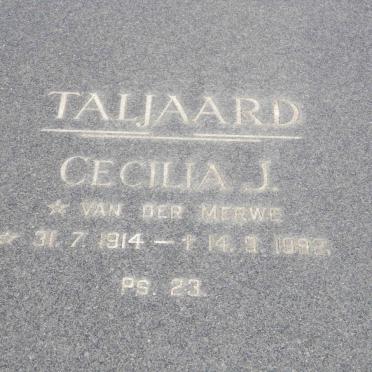 TALJAARD
CECILIA J.
☆ VAN DER MERWE
☆ 31. 7. 1914 — † 14. 9. 1992.
Ps. 23.